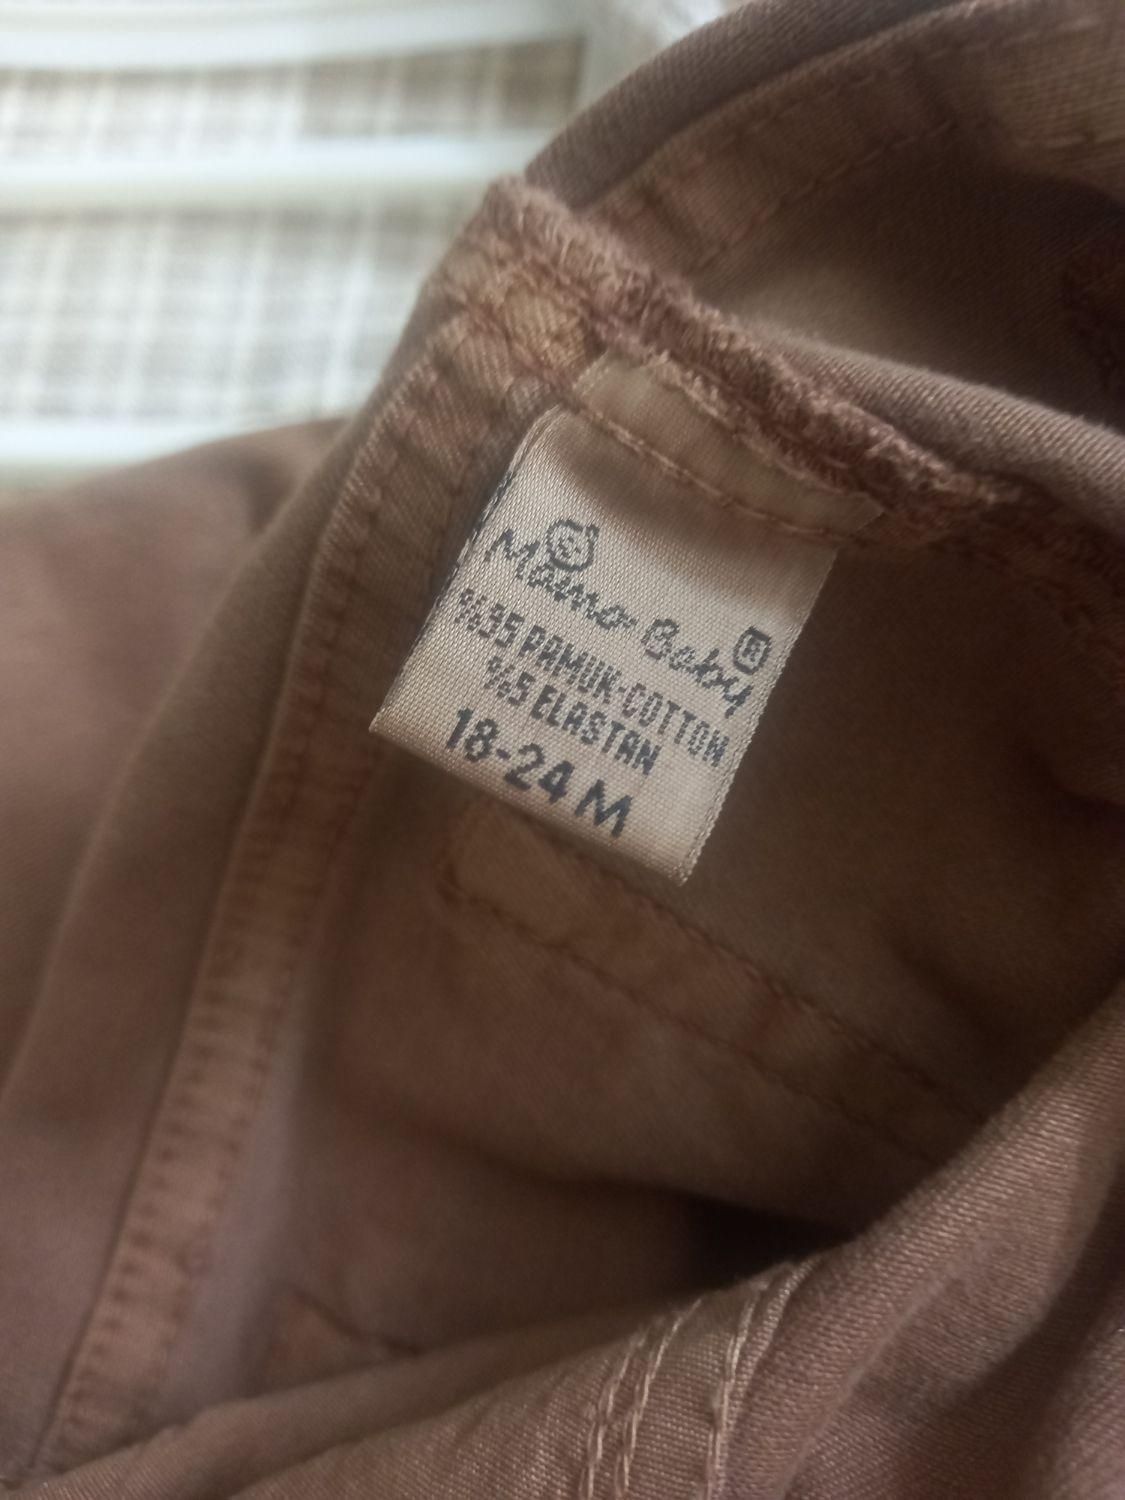 Mamo Baby®
%95 PAMUK-COTTON
%5 ELASTAN
18-24 M